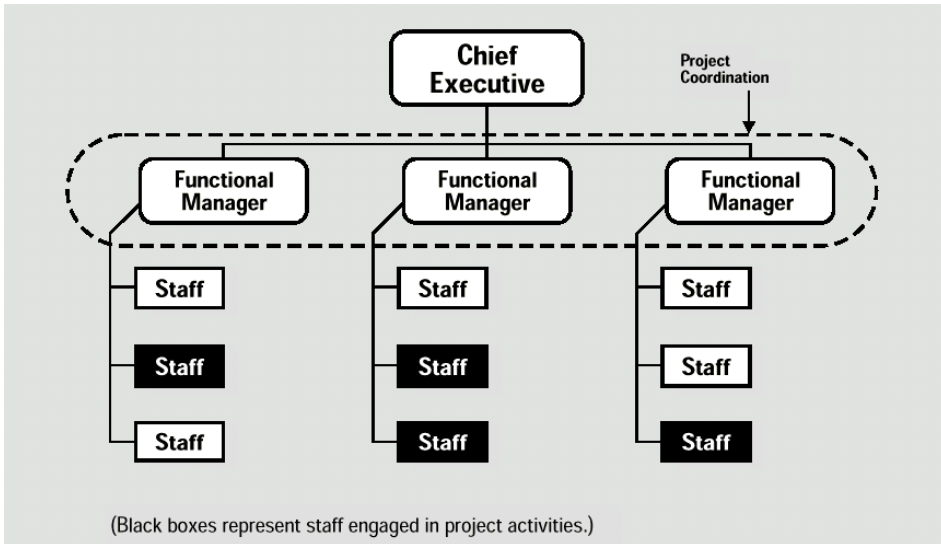 Chief
Executive
Project
Coordination
Functional
Manager
Functional
Manager
Functional
Manager
Staff
Staff
Staff
Staff
Staff
Staff
Staff
Staff
Staff
(Black boxes represent staff engaged in project activities.)